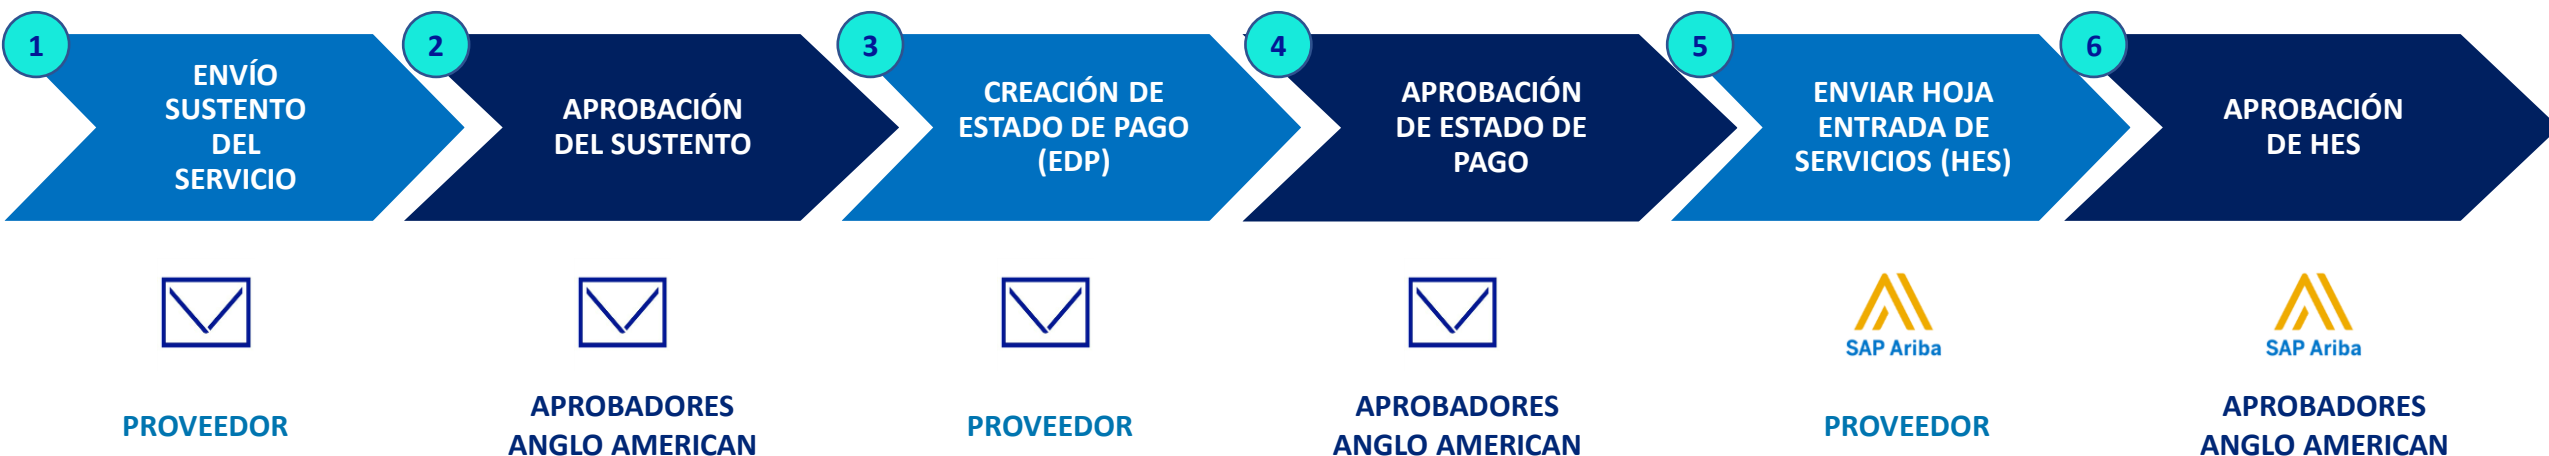 1
ENVÍO
SUSTENTO
DEL
SERVICIO
2
APROBACIÓN
DEL SUSTENTO
3
CREACIÓN DE
ESTADO DE PAGO
(EDP)
4
APROBACIÓN
DE ESTADO DE
PAGO
5
ENVIAR HOJA
ENTRADA DE
SERVICIOS (HES)
6
APROBACIÓN
DE HES
SAP Ariba
SAP Ariba
PROVEEDOR
APROBADORES
ANGLO AMERICAN
PROVEEDOR
APROBADORES
ANGLO AMERICAN
PROVEEDOR
APROBADORES
ANGLO AMERICAN